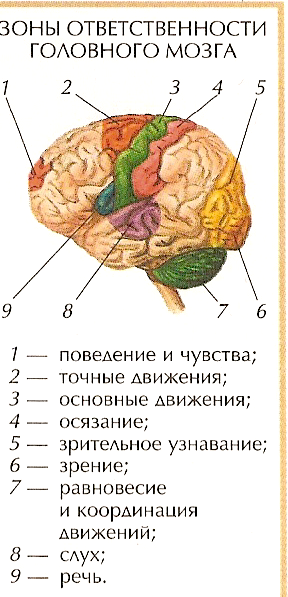 ЗОНЫ ОТВЕТСТВЕННОСТИ
ГОЛОВНОГО МОЗГА
1 2 3 4 5
9 8 7 6
1 — поведение и чувства;
2 — точные движения;
3 — основные движения;
4 — осязание;
5 — зрительное узнавание;
6 — зрение;
7 — равновесие
и координация
движений;
8 — слух;
9 — речь.